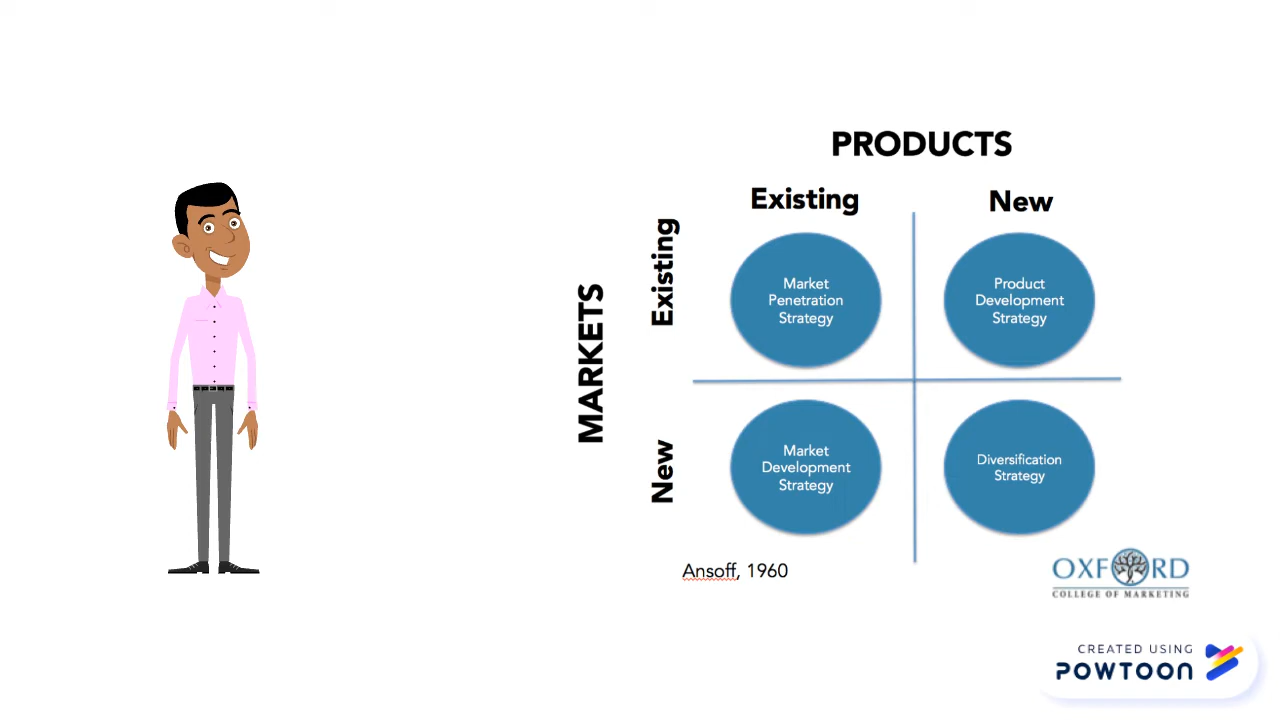 PRODUCTS
Existing
New
MARKETS
Existing
New
Market
Penetration
Strategy
Product
Development
Strategy
Market
Development
Strategy
Diversification
Strategy
Ansoff, 1960
OXFORD
COLLEGE OF MARKETING
CREATED USING
POWTOON